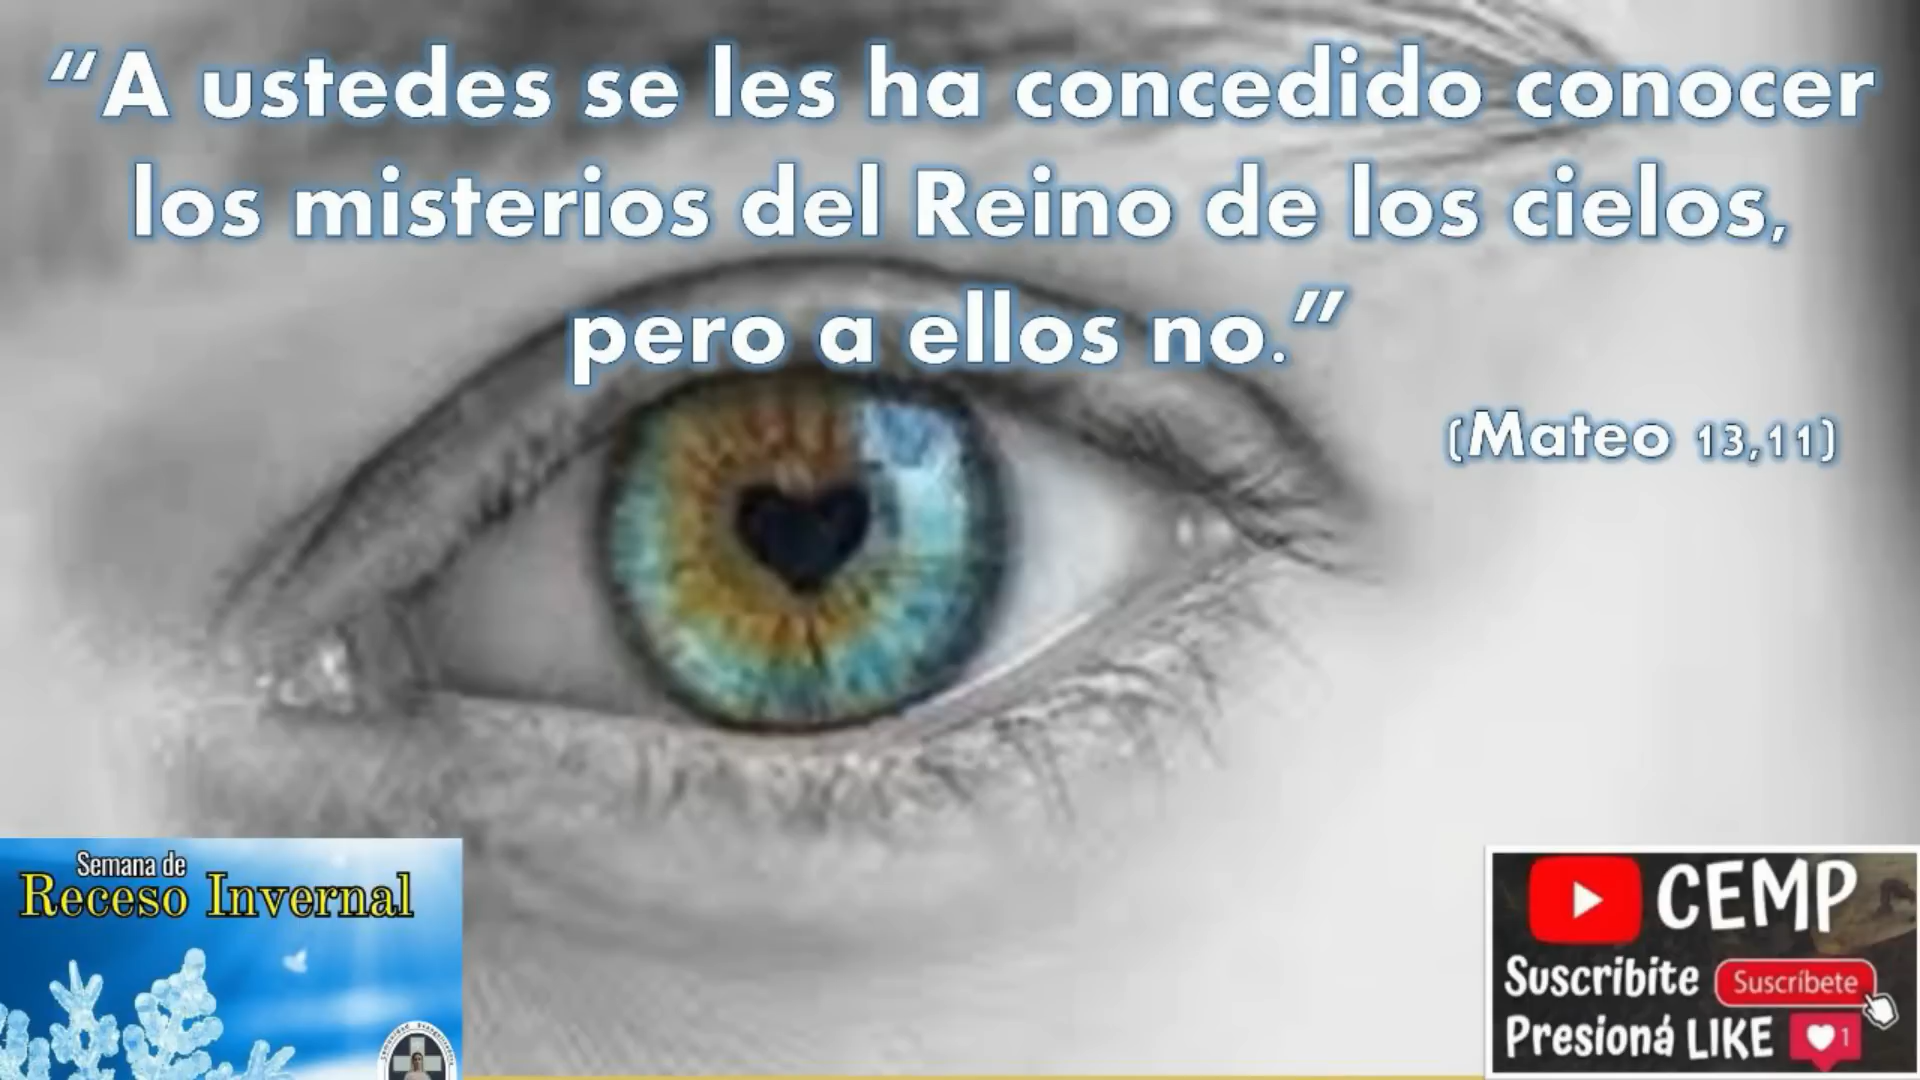 “A ustedes se les ha concedido conocer
los misterios del Reino de los cielos,
pero a ellos no.”
(Mateo 13,11)
Semana de
Receso Invernal
CEMP
Suscribite Suscríbete
Presioná LIKE 1